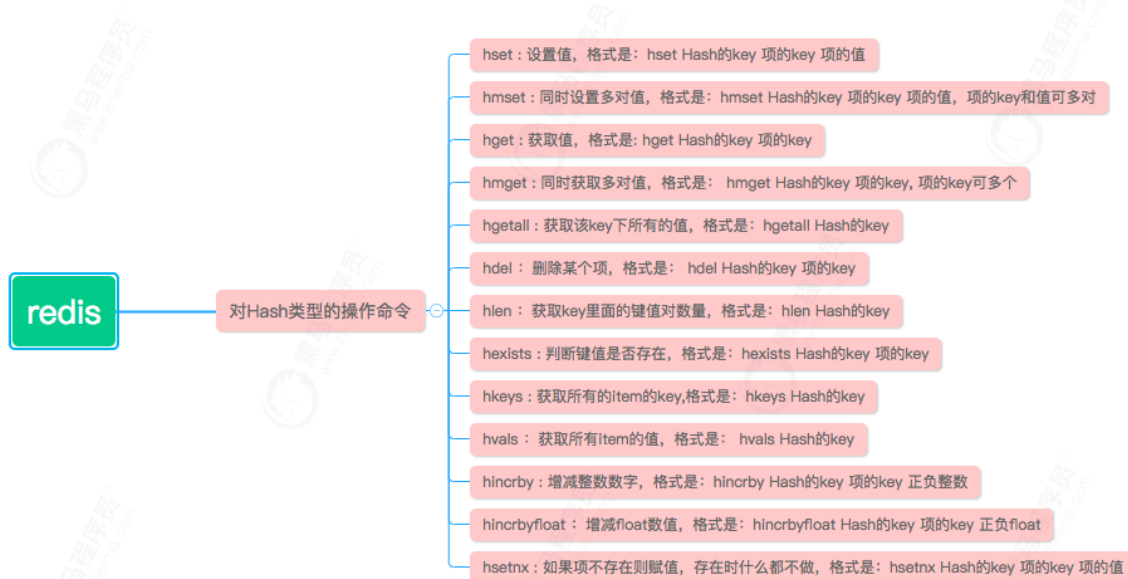 redis
对Hash类型的操作命令
hset : 设置值，格式是：hset Hash的key 项的key 项的值
hmset : 同时设置多对值，格式是：hmset Hash的key 项的key 项的值，项的key和值可多对
hget : 获取值，格式是: hget Hash的key 项的key
hmget : 同时获取多对值，格式是： hmget Hash的key 项的key, 项的key可多个
hgetall : 获取该key下所有的值，格式是：hgetall Hash的key
hdel ： 删除某个项，格式是： hdel Hash的key 项的key
hlen ： 获取key里面的键值对数量，格式是：hlen Hash的key
hexists : 判断键值是否存在，格式是：hexists Hash的key 项的key
hkeys : 获取所有的item的key,格式是：hkeys Hash的key
hvals ： 获取所有item的值，格式是： hvals Hash的key
hincrby : 增减整数数字，格式是：hincrby Hash的key 项的key 正负整数
hincrbyfloat ： 增减float数值，格式是：hincrbyfloat Hash的key 项的key 正负float
hsetnx : 如果项不存在则赋值，存在时什么都不做，格式是：hsetnx Hash的key 项的key 项的值
黑马程序员
www.itheima.com